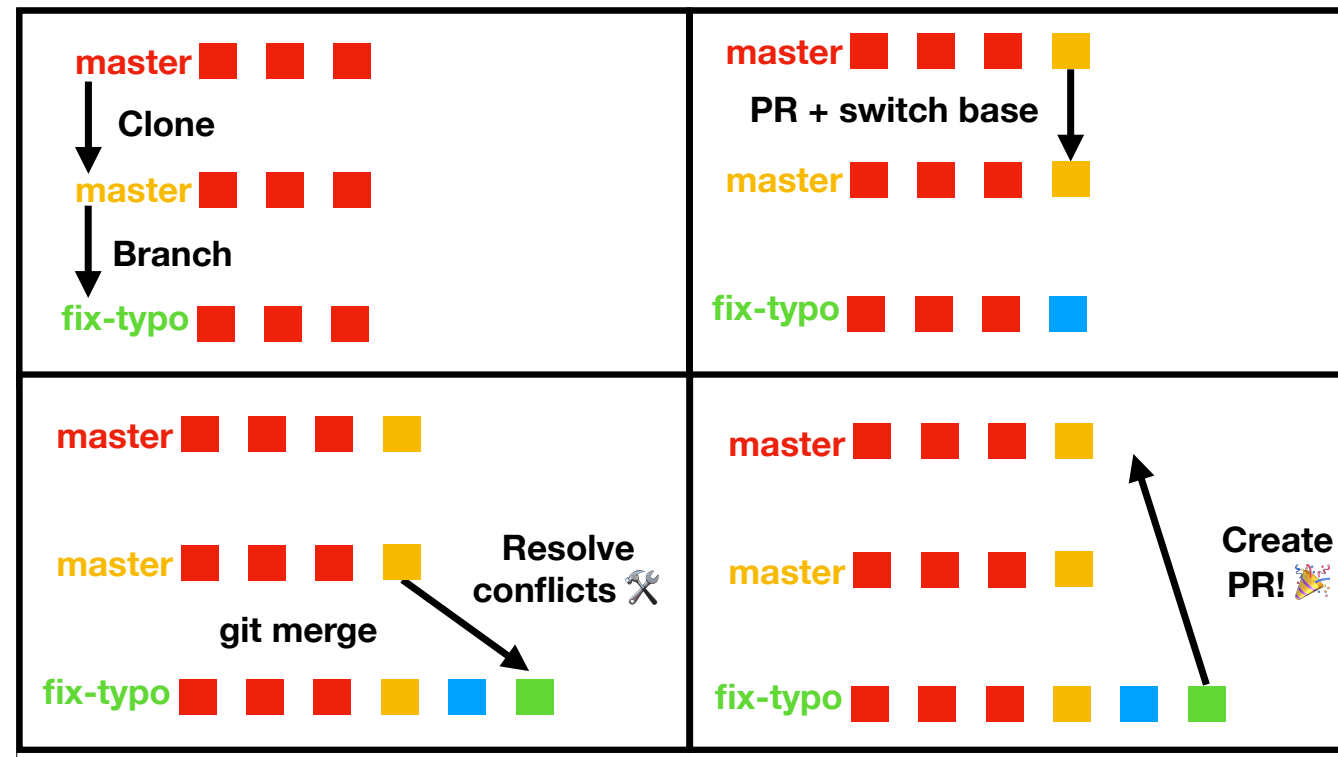 master
Clone
master
Branch
fix-typo
master
PR + switch base
master
fix-typo
master
master
Resolve
conflicts 🛠
git merge
fix-typo
master
master
Create
PR! 🎉
fix-typo